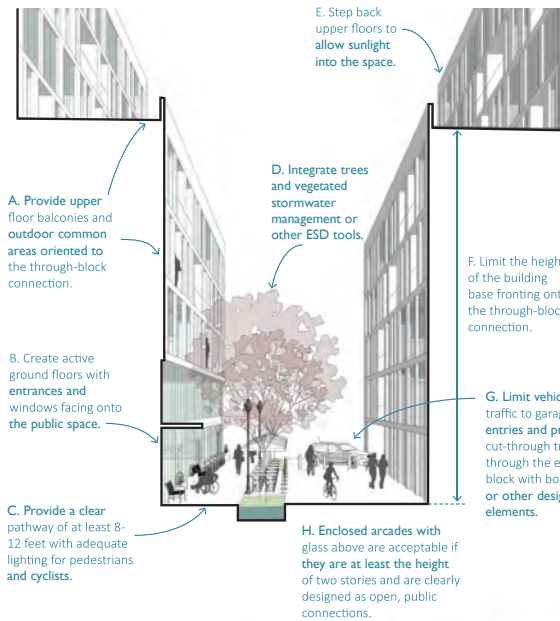 A. Provide upper
floor balconies and
outdoor common
areas oriented to
the through-block
connection.
B. Create active
ground floors with
entrances and
windows facing onto
the public space.
C. Provide a clear
pathway of at least 8-
12 feet with adequate
lighting for pedestrians
and cyclists.
D. Integrate trees
and vegetated
stormwater
management or
other ESD tools.
E. Step back
upper floors to
allow sunlight
into the space.
F. Limit the heigh
of the building
base fronting ont
the through-bloc
connection.
G. Limit vehic
traffic to garag
entries and pr
cut-through tr
through the e
block with bo
or other desig
elements.
H. Enclosed arcades with
glass above are acceptable if
they are at least the height
of two stories and are clearly
designed as open, public
connections.